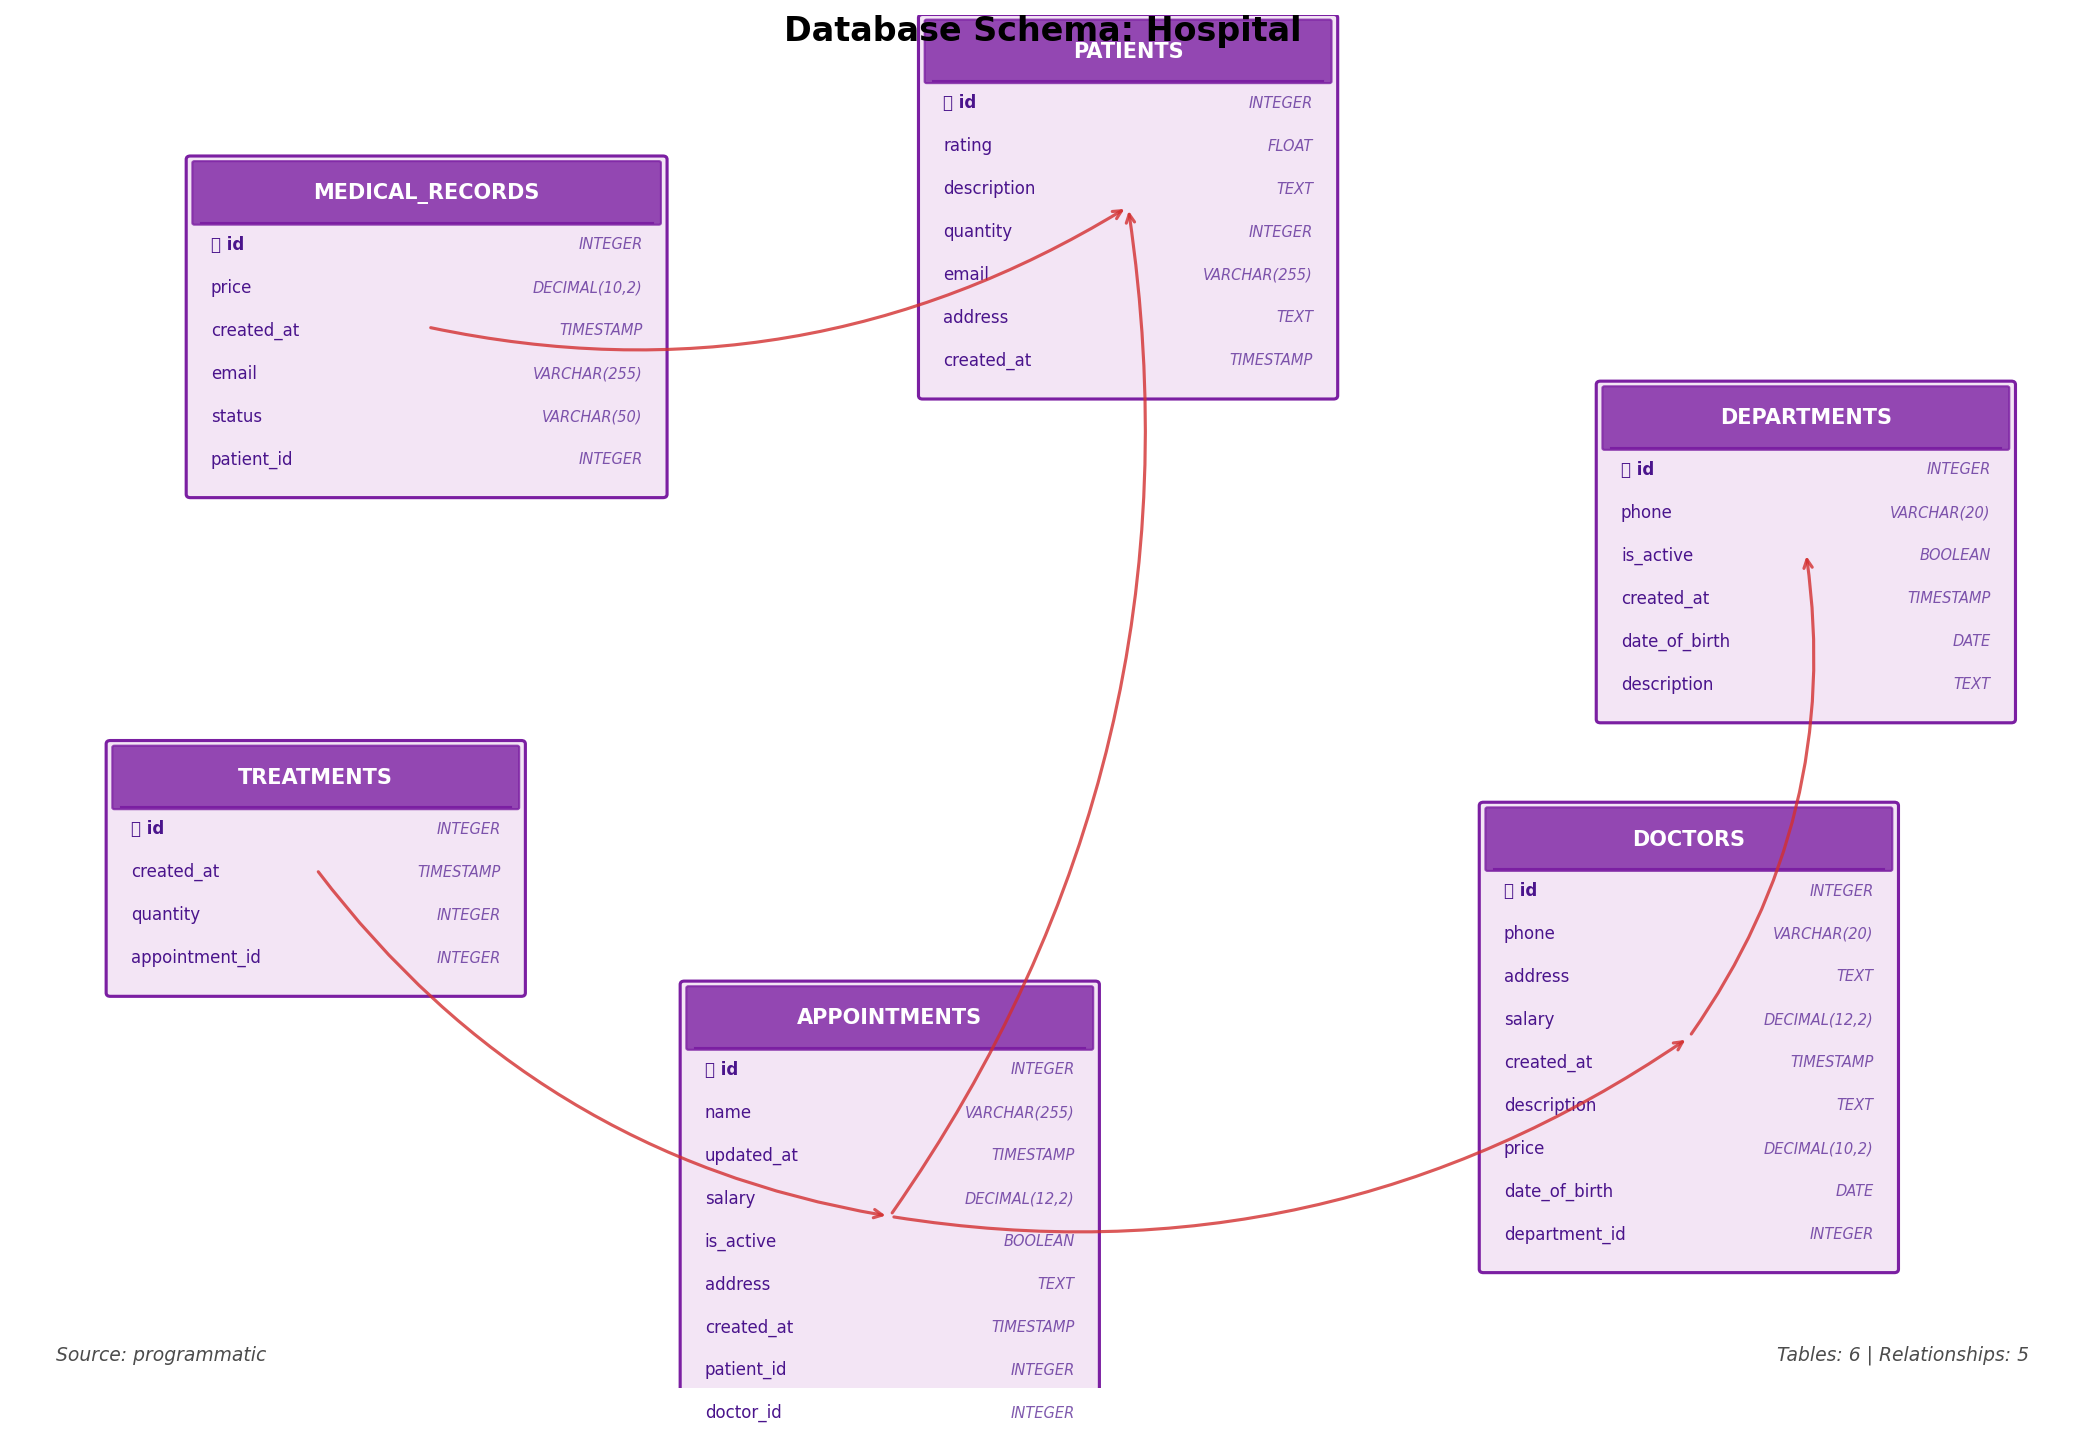 Database Schema: Hospital
PATIENTS
id INTEGER
rating FLOAT
description TEXT
quantity INTEGER
email VARCHAR(255)
address TEXT
created_at TIMESTAMP
MEDICAL_RECORDS
id INTEGER
price DECIMAL(10,2)
created_at TIMESTAMP
email VARCHAR(255)
status VARCHAR(50)
patient_id INTEGER
DEPARTMENTS
id INTEGER
phone VARCHAR(20)
is_active BOOLEAN
created_at TIMESTAMP
date_of_birth DATE
description TEXT
TREATMENTS
id INTEGER
created_at TIMESTAMP
quantity INTEGER
appointment_id INTEGER
DOCTORS
id INTEGER
phone VARCHAR(20)
address TEXT
salary DECIMAL(12,2)
created_at TIMESTAMP
description TEXT
price DECIMAL(10,2)
date_of_birth DATE
department_id INTEGER
APPOINTMENTS
id INTEGER
name VARCHAR(255)
updated_at TIMESTAMP
salary DECIMAL(12,2)
is_active BOOLEAN
address TEXT
created_at TIMESTAMP
patient_id INTEGER
doctor_id INTEGER
Source: programmatic
Tables: 6 | Relationships: 5